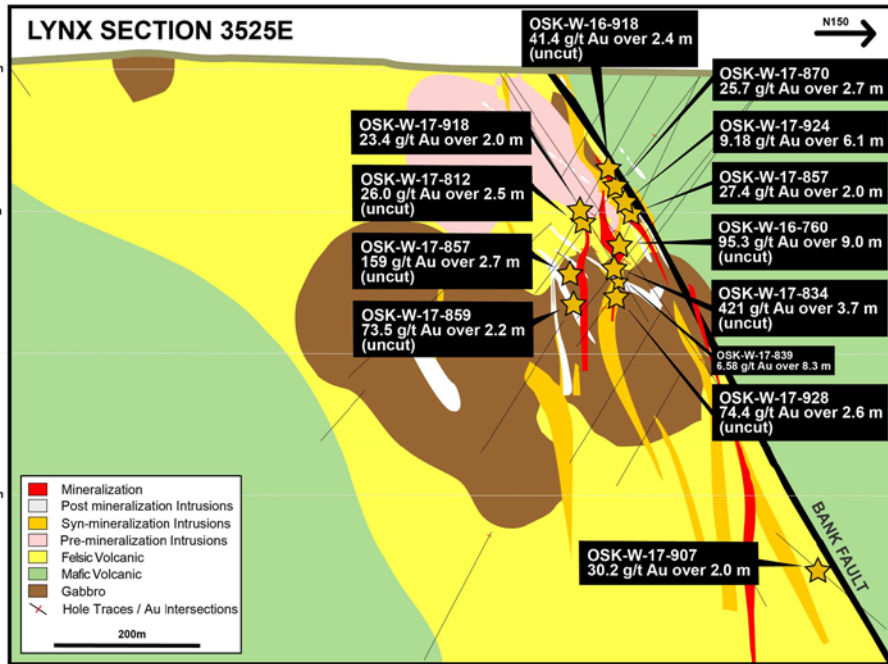 LYNX SECTION 3525E
N150
OSK-W-16-918
41.4 g/t Au over 2.4 m
(uncut)
OSK-W-17-870
25.7 g/t Au over 2.7 m
OSK-W-17-918
23.4 g/t Au over 2.0 m
OSK-W-17-924
9.18 g/t Au over 6.1 m
OSK-W-17-812
26.0 g/t Au over 2.5 m
(uncut)
OSK-W-17-857
27.4 g/t Au over 2.0 m
OSK-W-17-857
159 g/t Au over 2.7 m
(uncut)
OSK-W-16-760
95.3 g/t Au over 9.0 m
(uncut)
OSK-W-17-859
73.5 g/t Au over 2.2 m
(uncut)
OSK-W-17-834
421 g/t Au over 3.7 m
(uncut)
OSK-W-17-839
6.58 g/t Au over 8.3 m
OSK-W-17-928
74.4 g/t Au over 2.6 m
(uncut)
Mineralization
Post mineralization Intrusions
Syn-mineralization Intrusions
Pre-mineralization Intrusions
Felsic Volcanic
Mafic Volcanic
Gabbro
Hole Traces / Au Intersections
200m
BANK FAULT
OSK-W-17-907
30.2 g/t Au over 2.0 m